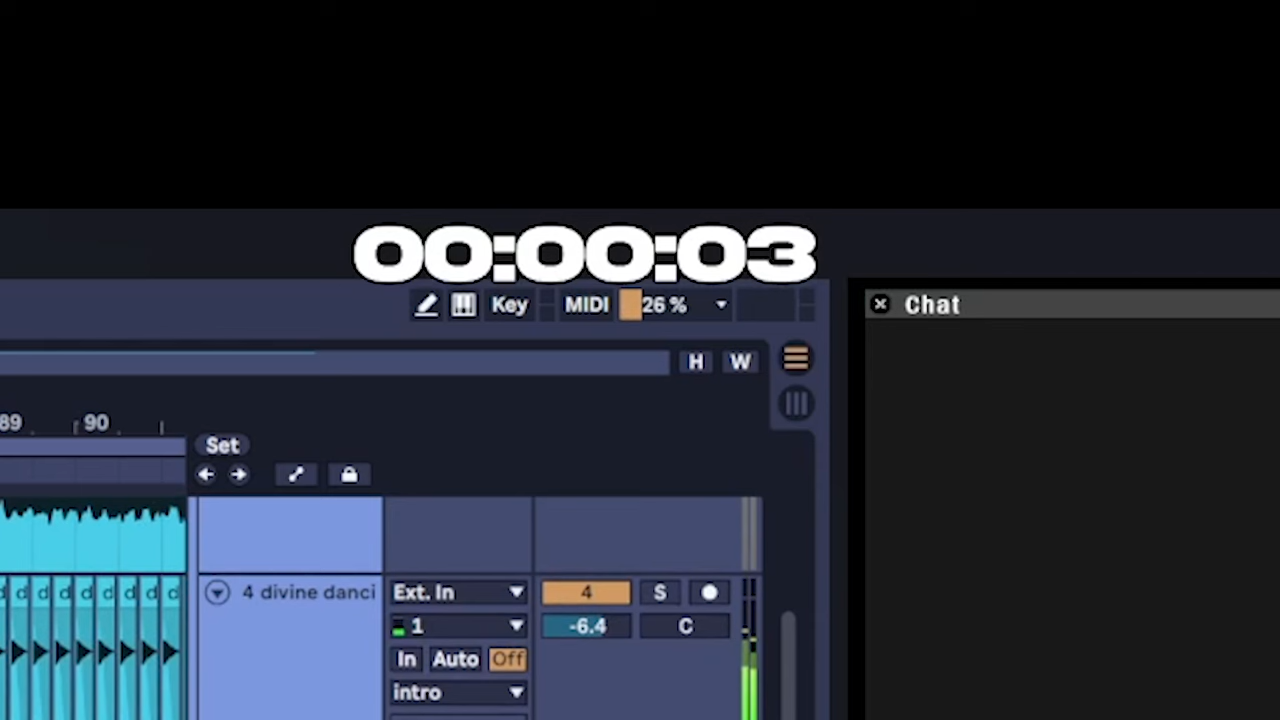 00:00:03
Key MIDI 26 %
Chat
H W
89 90
Set
d d d d d d d d d
4 divine danci Ext. In 4 S
1 -6.4 C
In Auto Off
intro